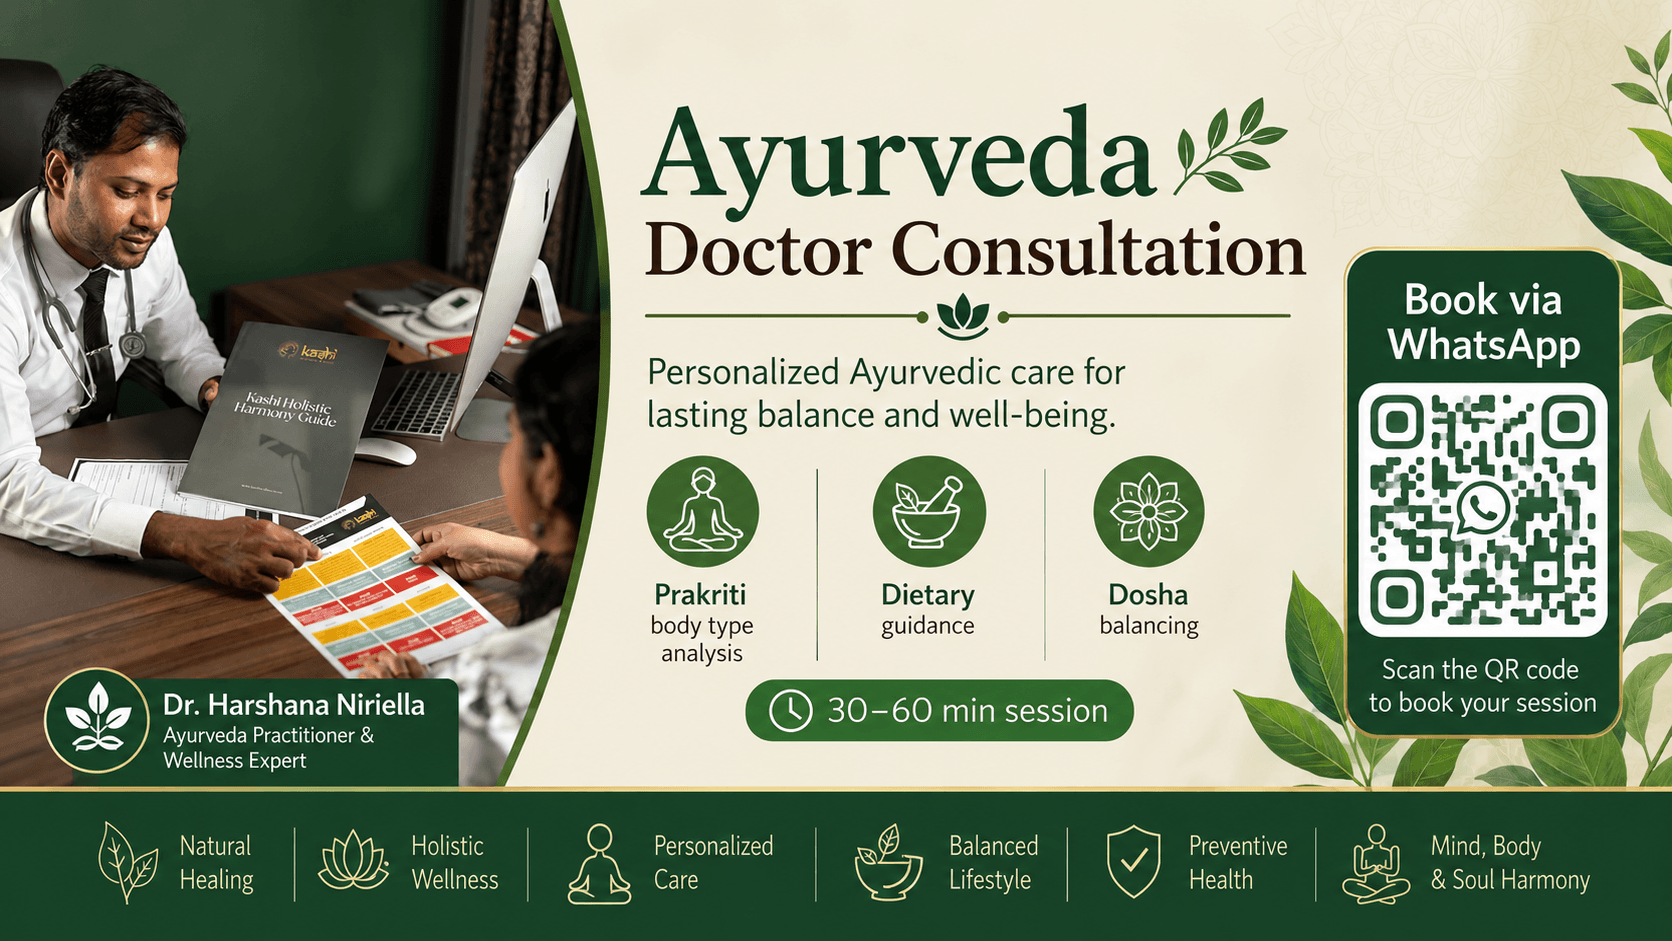 Ayurveda
Doctor Consultation
Personalized Ayurvedic care for
lasting balance and well-being.
Prakriti
body type
analysis
Dietary
guidance
Dosha
balancing
30–60 min session
Book via
WhatsApp
Scan the QR code
to book your session
kashi
Kashi Holistic
Harmony Guide
kashi
Dr. Harshana Niriella
Ayurveda Practitioner &
Wellness Expert
Natural
Healing
Holistic
Wellness
Personalized
Care
Balanced
Lifestyle
Preventive
Health
Mind, Body
& Soul Harmony